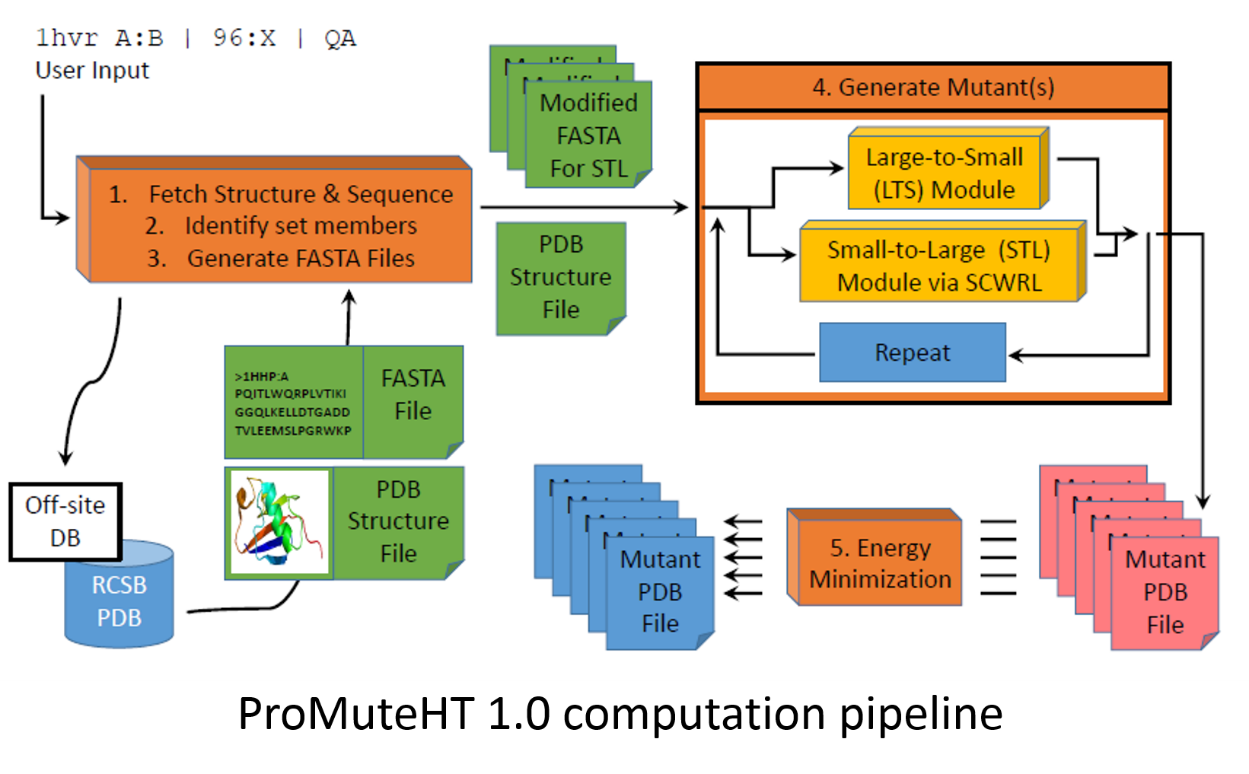 1hvr A:B | 96:X | QA
User Input
1. Fetch Structure & Sequence
2. Identify set members
3. Generate FASTA Files
Modified
Modified
Modified
FASTA
For STL
PDB
Structure
File
4. Generate Mutant(s)
Large-to-Small
(LTS) Module
Small-to-Large (STL)
Module via SCWRL
Repeat
>1HHP:A
PQITLWQRPLVTIKI
GGQLKELLDTGADD
TVLEEMSLPGRWKP
FASTA
File
PDB
Structure
File
Off-site
DB
RCSB
PDB
Mutant
PDB
File
5. Energy
Minimization
Mutant
PDB
File
ProMuteHT 1.0 computation pipeline